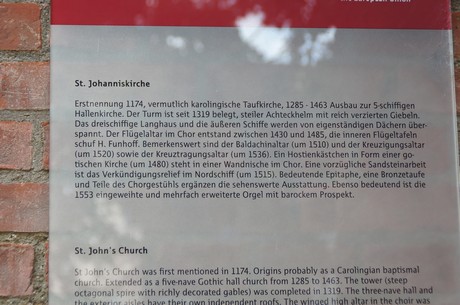 the European Union
St. Johanniskirche
Erstnennung 1174, vermutlich karolingische Taufkirche, 1285 - 1463 Ausbau zur 5-schiffigen
Hallenkirche. Der Turm ist seit 1319 belegt, steiler Achteckhelm mit reich verzierten Giebeln.
Das dreischiffige Langhaus und die äußeren Schiffe werden von eigenständigen Dächern über-
spannt. Der Flügelaltar im Chor entstand zwischen 1430 und 1485, die inneren Flügeltafeln
schuf H. Funhoff. Bemerkenswert sind der Baldachinaltar (um 1510) und der Kreuzigungsaltar
(um 1520) sowie der Kreuztragungsaltar (um 1536). Ein Hostienkästchen in Form einer go-
tischen Kirche (um 1480) steht in einer Wandnische im Chor. Eine vorzügliche Sandsteinarbeit
ist das Verkündigungsrelief im Nordschiff (um 1515). Bedeutende Epitaphe, eine Bronzetaufe
und Teile des Chorgestühls ergänzen die sehenswerte Ausstattung. Ebenso bedeutend ist die
1553 eingeweihte und mehrfach erweiterte Orgel mit barockem Prospekt.
St. John's Church
St John's Church was first mentioned in 1174. Origins probably as a Carolingian baptismal
church. Extended as a five-nave Gothic hall church from 1285 to 1463. The tower (steep
octagonal spire with richly decorated gables) was completed in 1319. The three-nave hall and
the exterior aisles have their own independent roofs. The winged high altar in the choir was